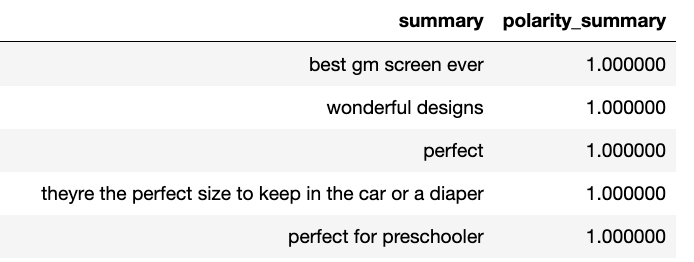 summary polarity_summary
best gm screen ever 1.000000
wonderful designs 1.000000
perfect 1.000000
theyre the perfect size to keep in the car or a diaper 1.000000
perfect for preschooler 1.000000